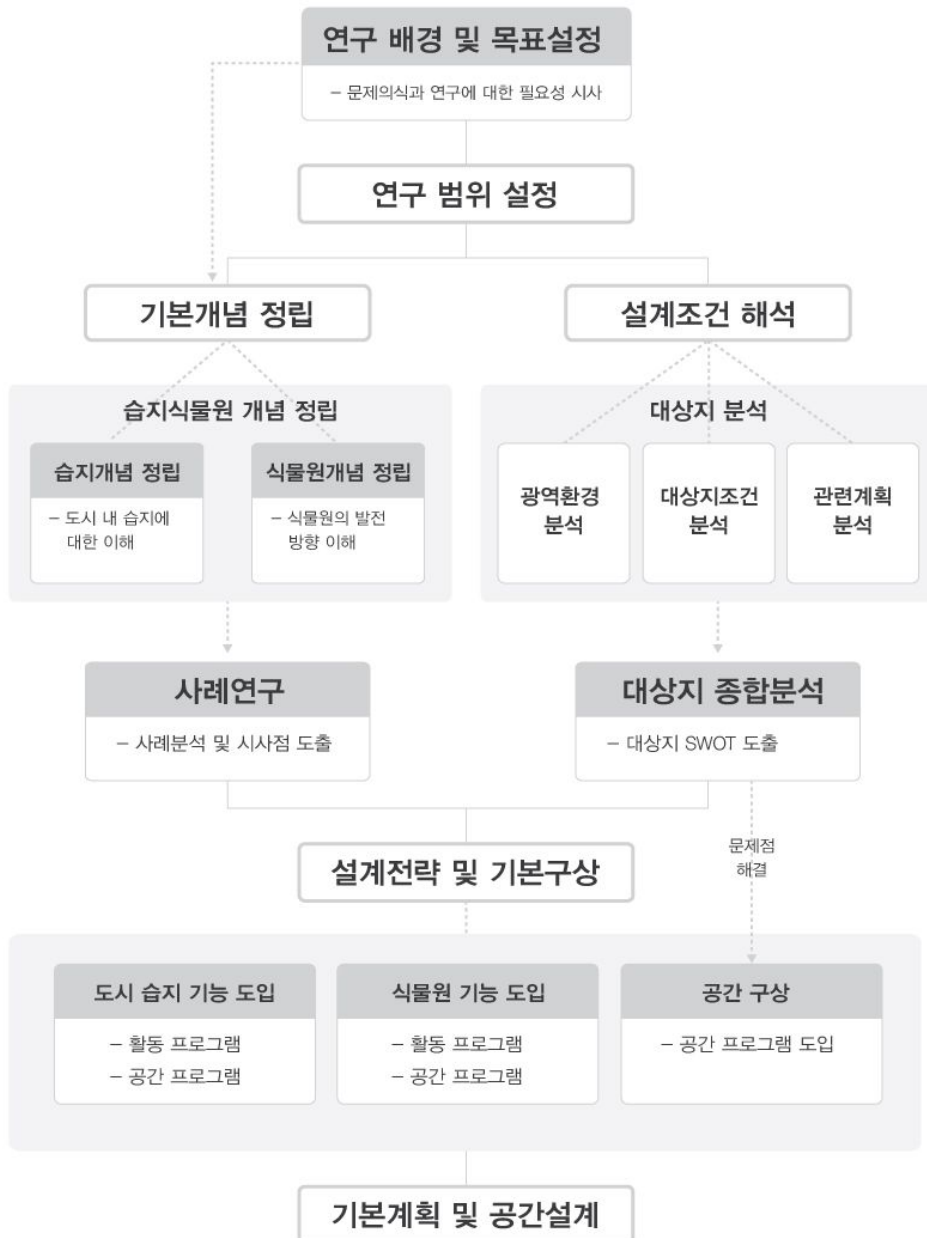 연구 배경 및 목표설정
– 문제의식과 연구에 대한 필요성 시사
연구 범위 설정
기본개념 정립
설계조건 해석
습지식물원 개념 정립
습지개념 정립
– 도시 내 습지에
대한 이해
식물원개념 정립
– 식물원의 발전
방향 이해
대상지 분석
광역환경
분석
대상지조건
분석
관련계획
분석
사례연구
– 사례분석 및 시사점 도출
대상지 종합분석
– 대상지 SWOT 도출
문제점
해결
설계전략 및 기본구상
도시 습지 기능 도입
– 활동 프로그램
– 공간 프로그램
식물원 기능 도입
– 활동 프로그램
– 공간 프로그램
공간 구상
– 공간 프로그램 도입
기본계획 및 공간설계